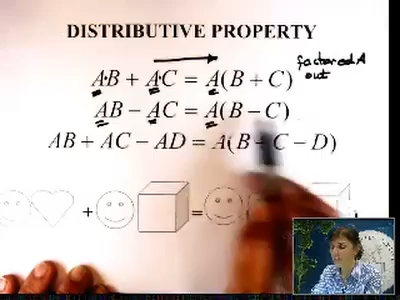 DISTRIBUTIVE PROPERTY
A·B + A·C = A(B + C) factored A
out
AB − AC = A(B − C)
AB + AC − AD = A(B + C − D)
+ =